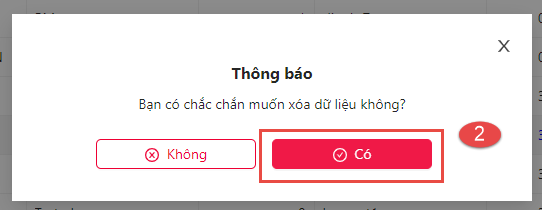 Thông báo
Bạn có chắc chắn muốn xóa dữ liệu không?
Không
Có
2